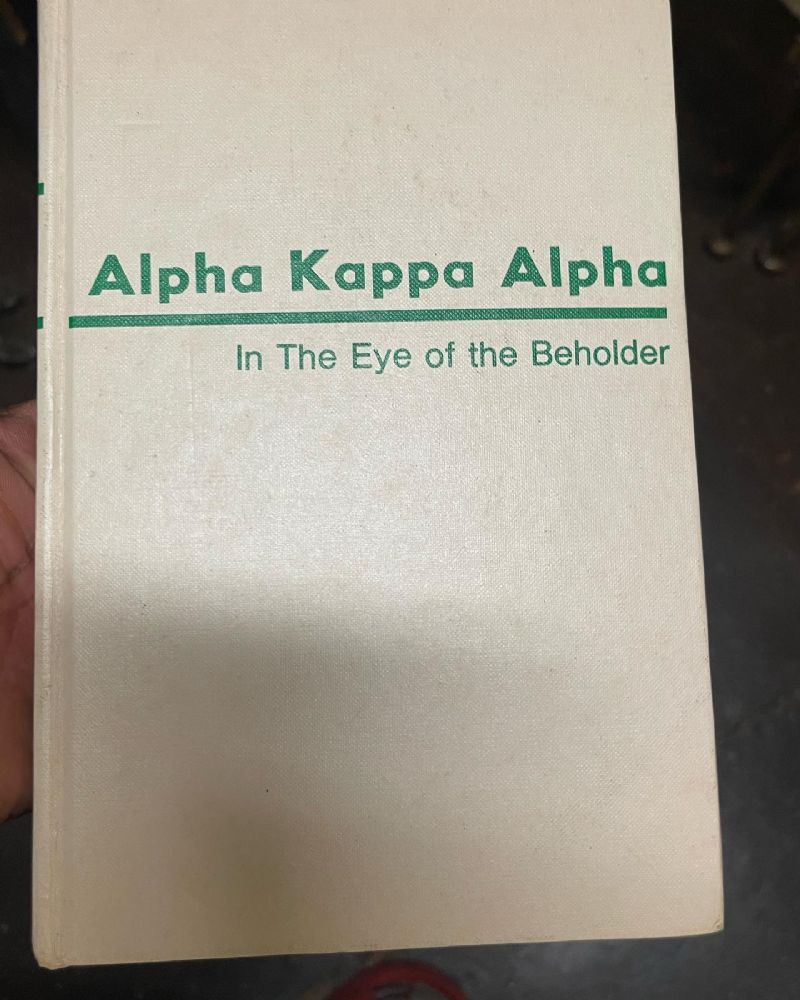 Alpha Kappa Alpha
In The Eye of the Beholder